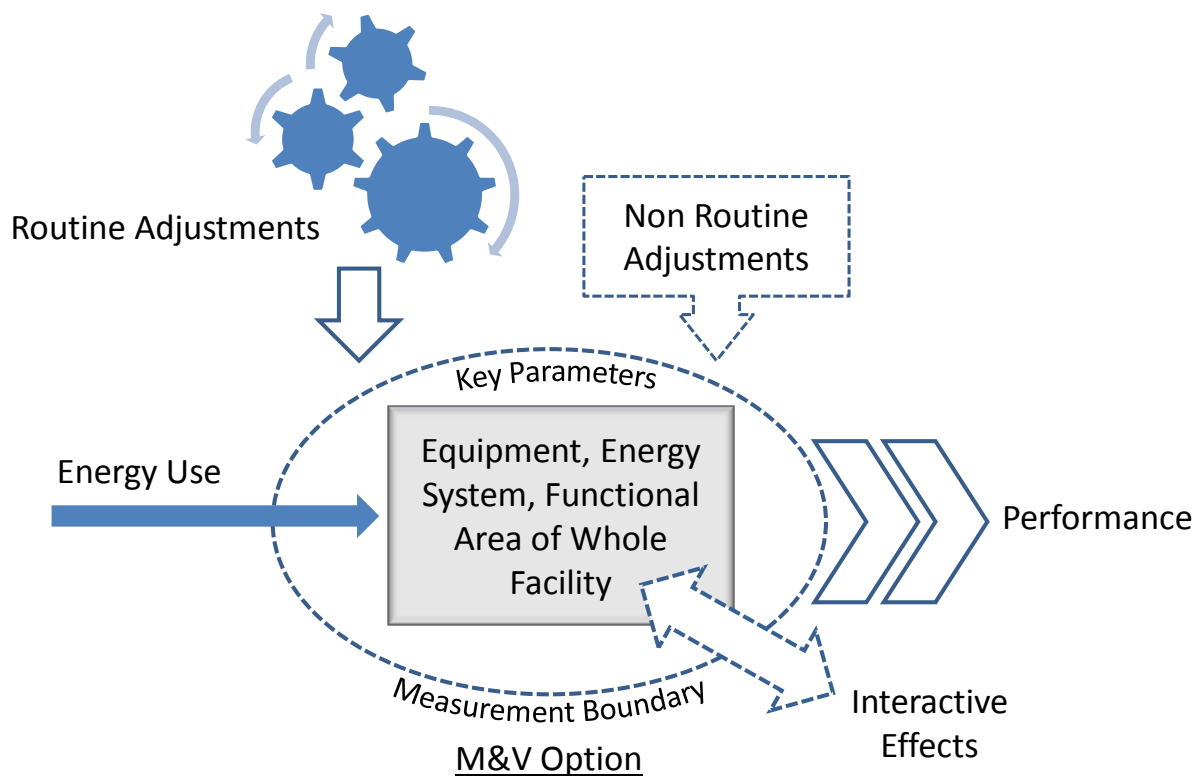 Routine Adjustments
Non Routine
Adjustments
Key Parameters
Energy Use
Equipment, Energy
System, Functional
Area of Whole
Facility
Performance
Measurement Boundary
Interactive
Effects
M&V Option